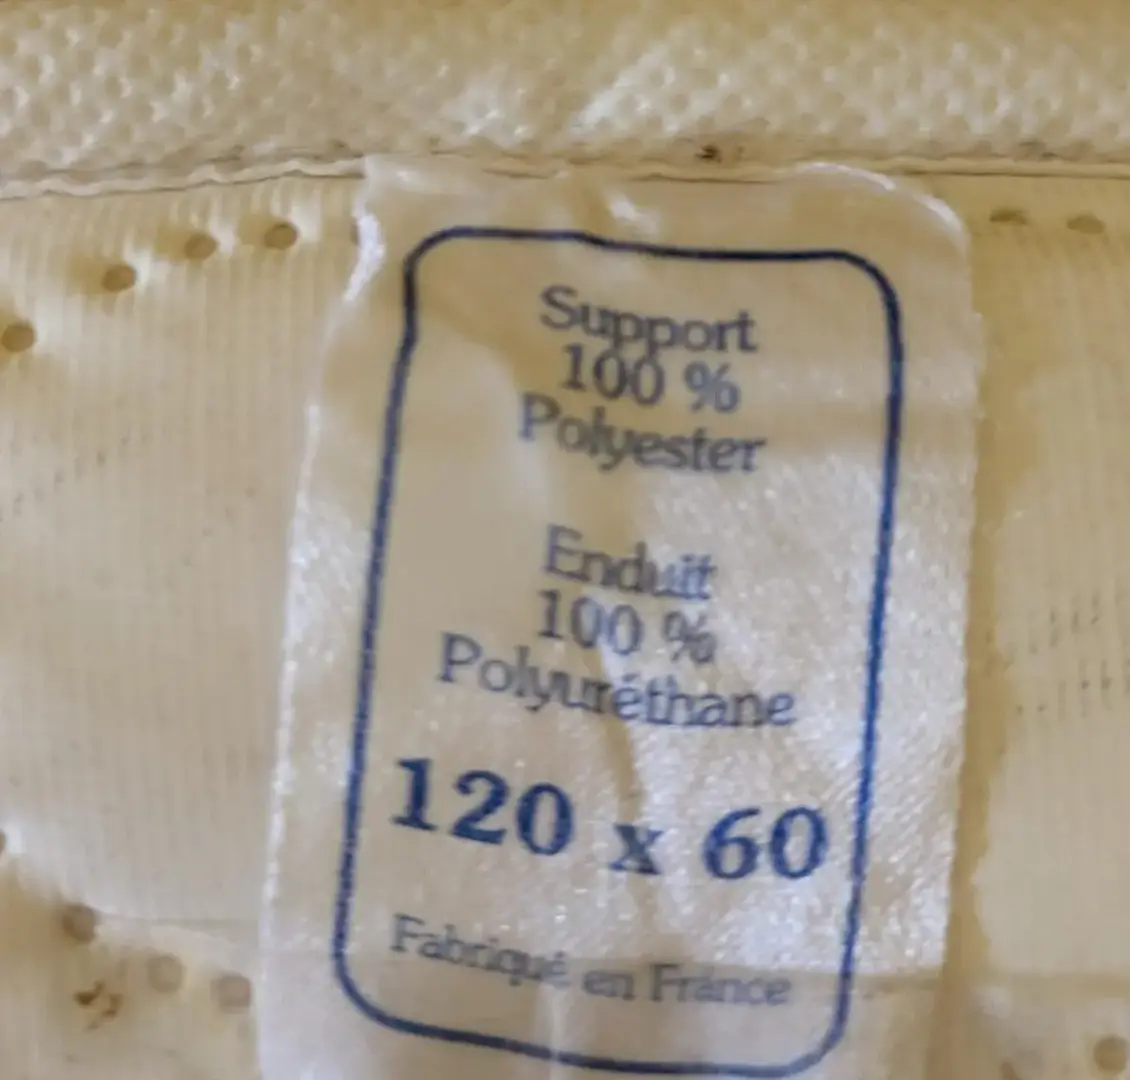 Support
100 %
Polyester
Enduit
100 %
Polyuréthane
120 x 60
Fabriqué en France